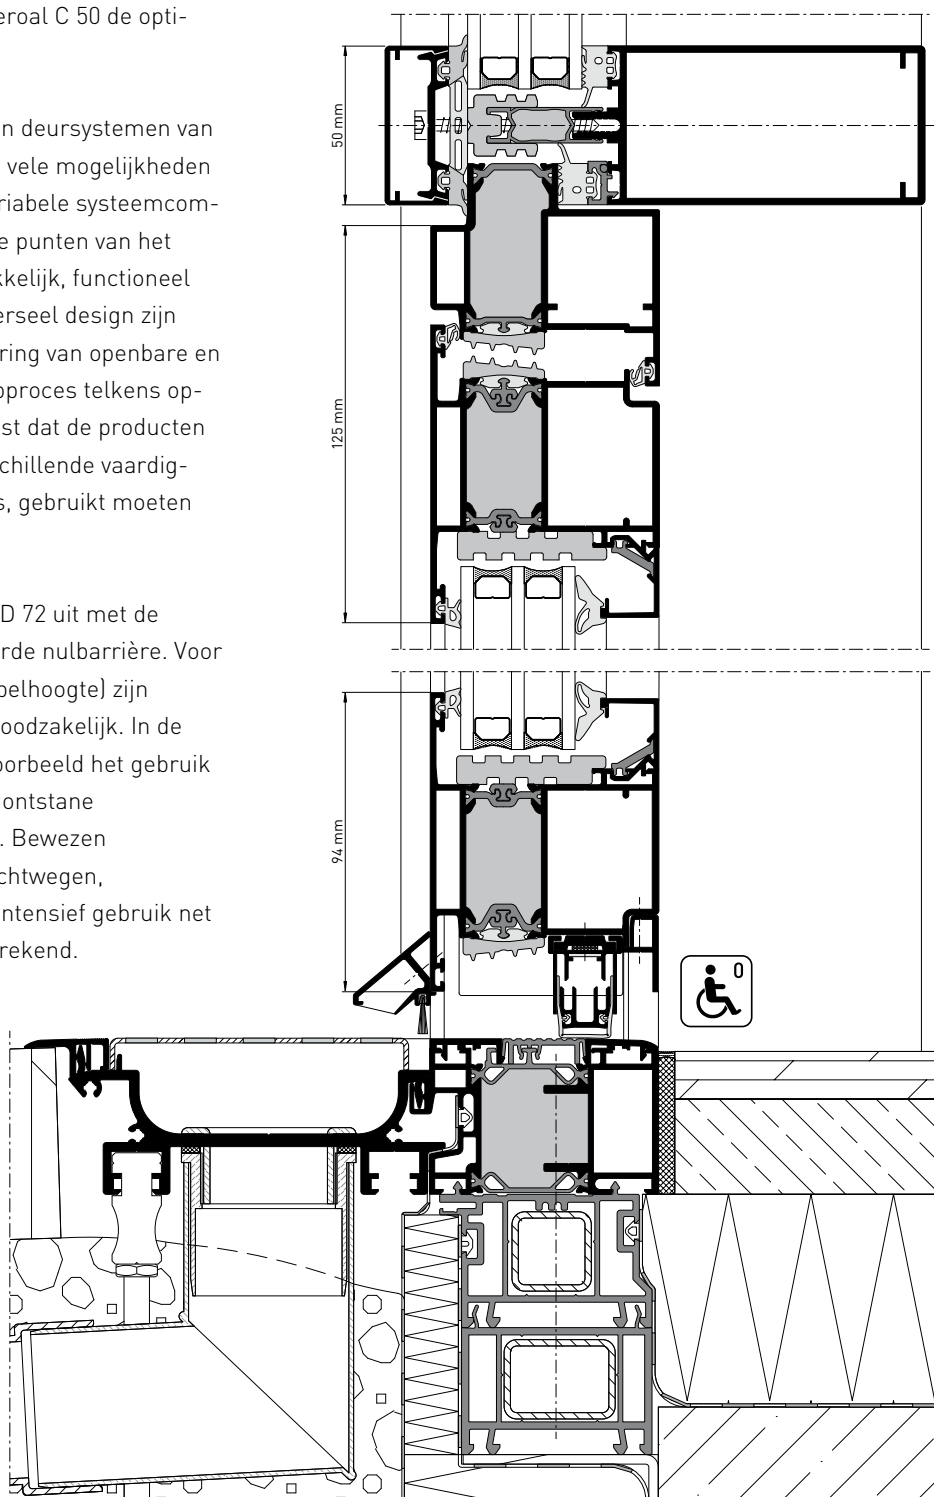 eroal C 50 de opti-
n deursystemen van
vele mogelijkheden
riabele systeemcom-
e punten van het
kelijk, functioneel
erseel design zijn
ring van openbare en
proces telkens op-
st dat de producten
schillende vaardig-
s, gebruikt moeten
D 72 uit met de
rde nulbarrière. Voor
pelhoogte) zijn
oodzakelijk. In de
oorbeeld het gebruik
ontstane
. Bewezen
chtwegen,
ntensief gebruik net
rekend.
50 mm
125 mm
94 mm
0